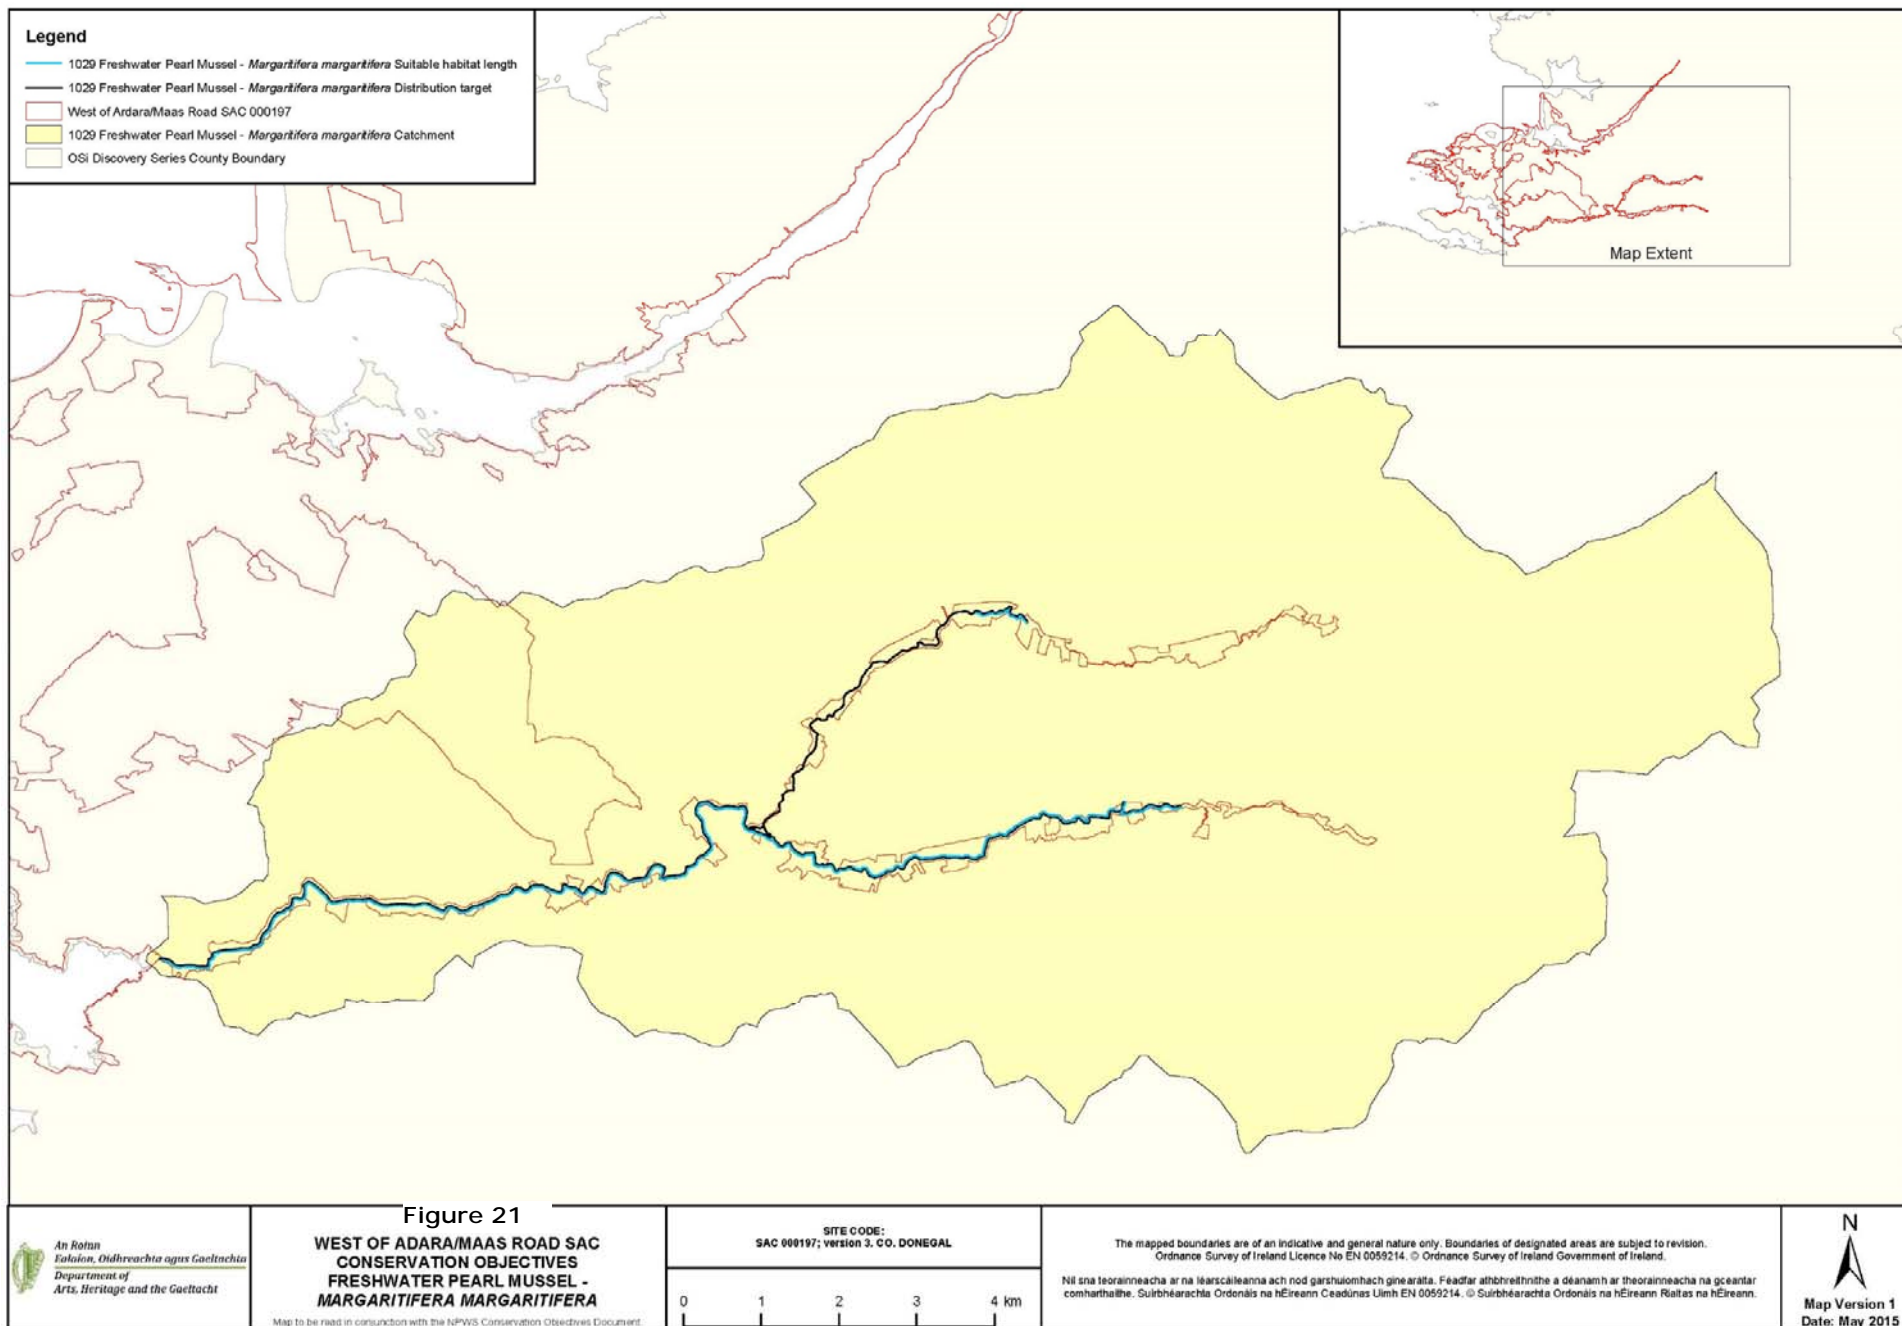 Legend
1029 Freshwater Pearl Mussel - Margaritifera margaritifera Suitable habitat length
1029 Freshwater Pearl Mussel - Margaritifera margaritifera Distribution target
West of Ardara/Maas Road SAC 000197
1029 Freshwater Pearl Mussel - Margaritifera margaritifera Catchment
OSi Discovery Series County Boundary
Map Extent
An Roinn
Ealaíon, Oidhreachta agus Gaeltachta
Department of
Arts, Heritage and the Gaeltacht
Figure 21
WEST OF ADARA/MAAS ROAD SAC
CONSERVATION OBJECTIVES
FRESHWATER PEARL MUSSEL -
MARGARITIFERA MARGARITIFERA
Map to be read in conjunction with the NPWS Conservation Objectives Document.
SITE CODE:
SAC 000197; version 3. CO. DONEGAL
0 1 2 3 4 km
The mapped boundaries are of an indicative and general nature only. Boundaries of designated areas are subject to revision.
Ordnance Survey of Ireland Licence No EN 0059214. © Ordnance Survey of Ireland Government of Ireland.
Níl sna teorainneacha ar na léarscáileanna ach nod garshuíomhach ginearálta. Féadfar athbhreithnithe a déanamh ar theorainneacha na gceantar
comharthaithe. Suirbhéarachta Ordonáis na hÉireann Ceadúnas Uimh EN 0059214. © Suirbhéarachta Ordonáis na hÉireann Rialtas na hÉireann.
N
Map Version 1
Date: May 2015